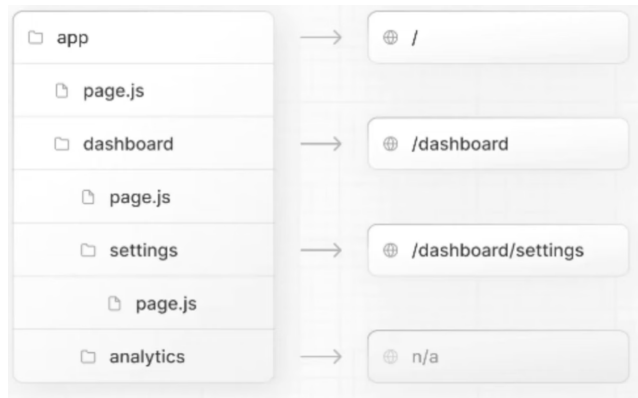 app
/
page.js
dashboard
/dashboard
page.js
settings
/dashboard/settings
page.js
analytics
n/a